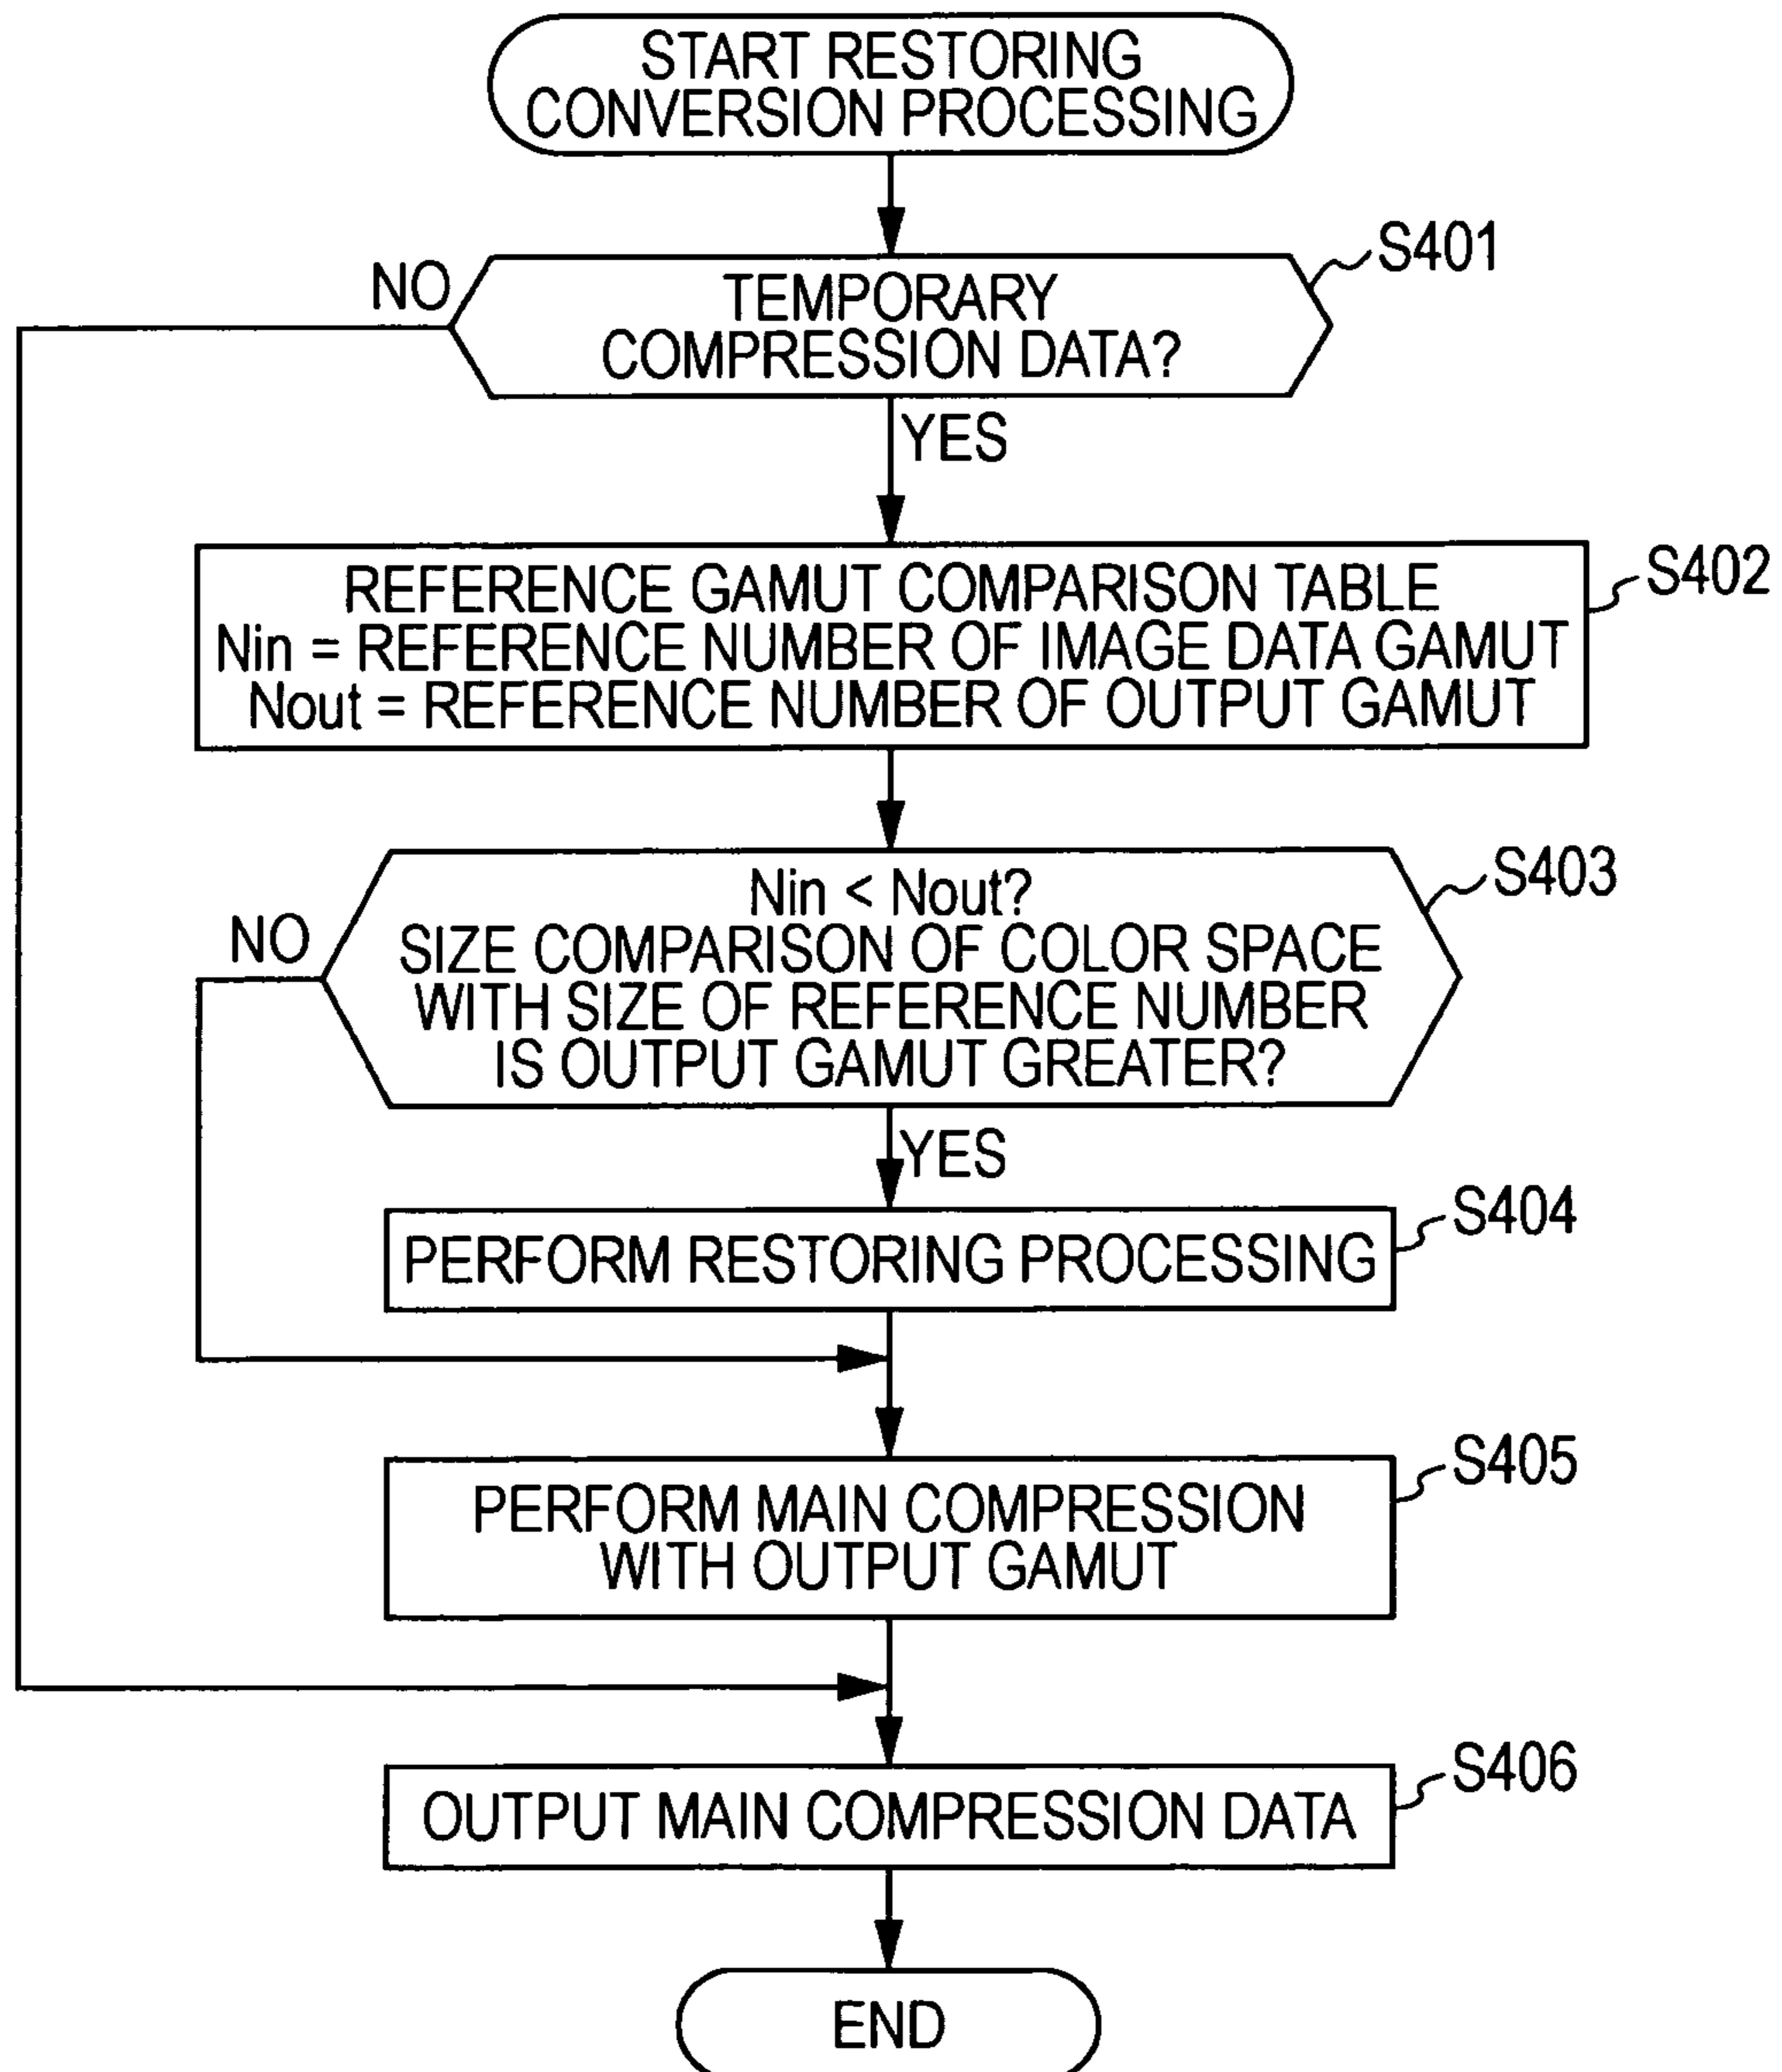 START RESTORING
CONVERSION PROCESSING
S401
NO
TEMPORARY
COMPRESSION DATA?
YES
S402
REFERENCE GAMUT COMPARISON TABLE
Nin = REFERENCE NUMBER OF IMAGE DATA GAMUT
Nout = REFERENCE NUMBER OF OUTPUT GAMUT
S403
Nin < Nout?
NO
SIZE COMPARISON OF COLOR SPACE
WITH SIZE OF REFERENCE NUMBER
IS OUTPUT GAMUT GREATER?
YES
S404
PERFORM RESTORING PROCESSING
S405
PERFORM MAIN COMPRESSION
WITH OUTPUT GAMUT
S406
OUTPUT MAIN COMPRESSION DATA
END